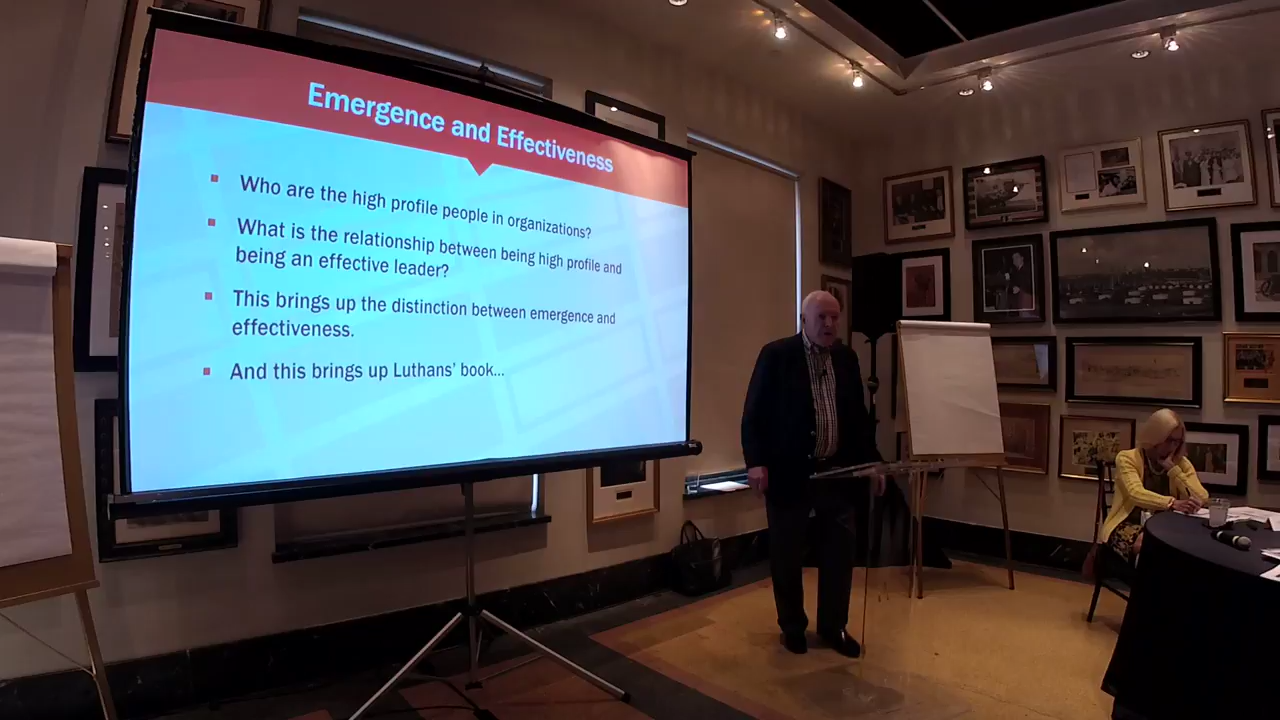 Emergence and Effectiveness
Who are the high profile people in organizations?
What is the relationship between being high profile and
being an effective leader?
This brings up the distinction between emergence and
effectiveness.
And this brings up Luthans' book...